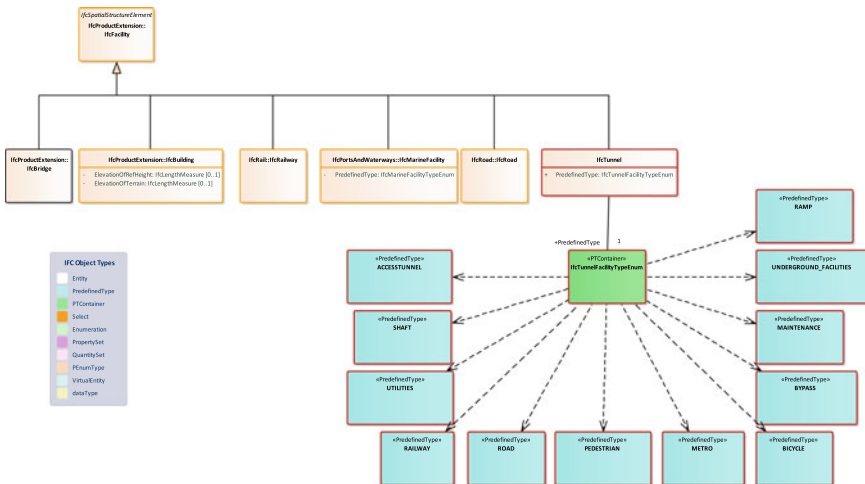 IfcSpatialStructureElement
IfcProductExtension::
IfcFacility
IfcProductExtension::
IfcBridge
IfcProductExtension::IfcBuilding
- ElevationOfRefHeight: IfcLengthMeasure [0..1]
- ElevationOfTerrain: IfcLengthMeasure [0..1]
IfcRail::IfcRailway
IfcPortsAndWaterways::IfcMarineFacility
- PredefinedType: IfcMarineFacilityTypeEnum
IfcRoad::IfcRoad
IfcTunnel
+ PredefinedType: IfcTunnelFacilityTypeEnum
«PredefinedType»
RAMP
+PredefinedType 1
IFC Object Types
Entity
PredefinedType
PTContainer
Select
Enumeration
PropertySet
QuantitySet
PEnumType
VirtualEntity
dataType
«PredefinedType»
ACCESSTUNNEL
«PTContainer»
IfcTunnelFacilityTypeEnum
«PredefinedType»
UNDERGROUND_FACILITIES
«PredefinedType»
SHAFT
«PredefinedType»
MAINTENANCE
«PredefinedType»
UTILITIES
«PredefinedType»
BYPASS
«PredefinedType»
RAILWAY
«PredefinedType»
ROAD
«PredefinedType»
PEDESTRIAN
«PredefinedType»
METRO
«PredefinedType»
BICYCLE